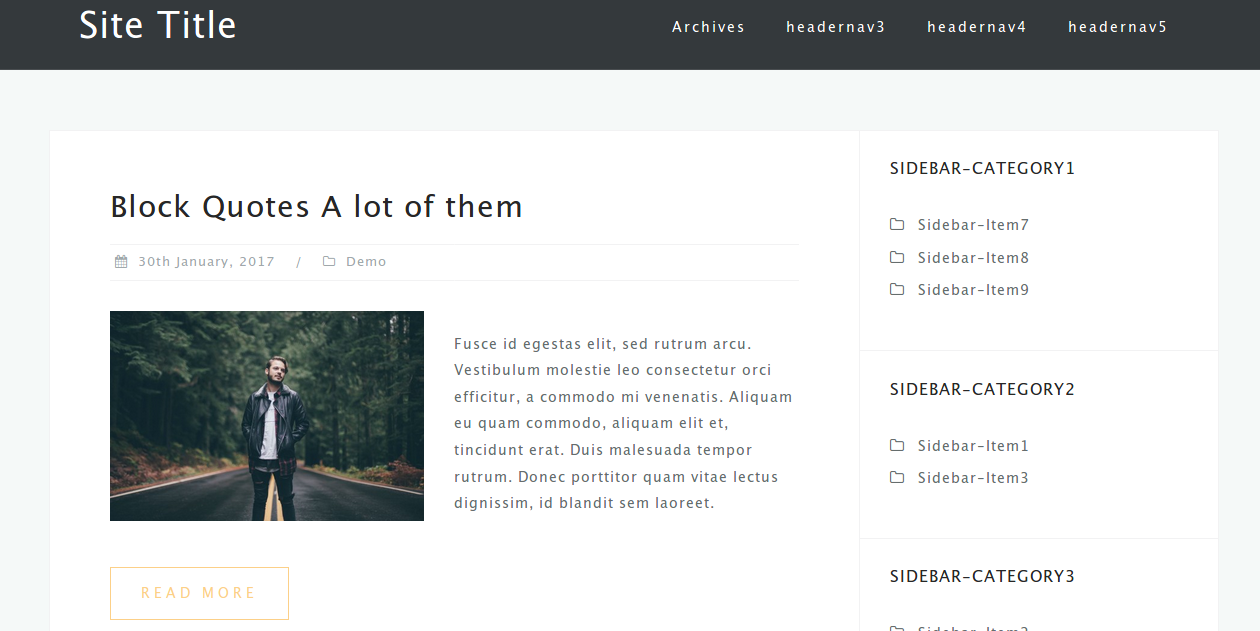 Site Title
Archives headernav3 headernav4 headernav5
Block Quotes A lot of them
30th January, 2017 / Demo
Fusce id egestas elit, sed rutrum arcu.
Vestibulum molestie leo consectetur orci
efficitur, a commodo mi venenatis. Aliquam
eu quam commodo, aliquam elit et,
tincidunt erat. Duis malesuada tempor
rutrum. Donec porttitor quam vitae lectus
dignissim, id blandit sem laoreet.
READ MORE
SIDEBAR-CATEGORY1
Sidebar-Item7
Sidebar-Item8
Sidebar-Item9
SIDEBAR-CATEGORY2
Sidebar-Item1
Sidebar-Item3
SIDEBAR-CATEGORY3